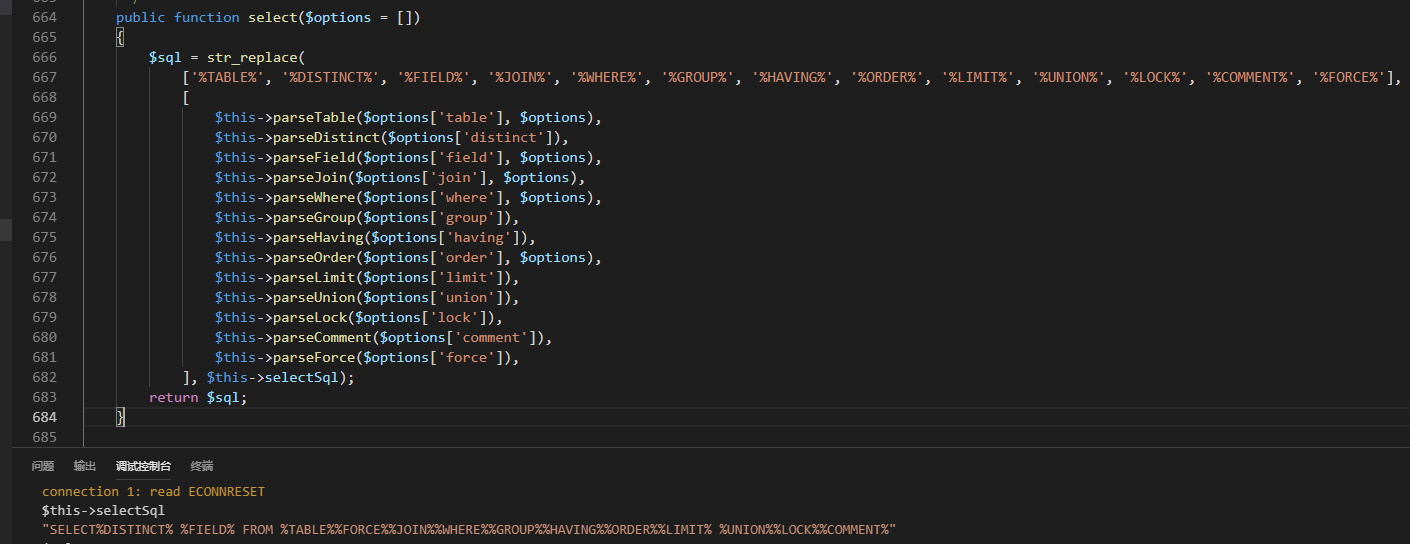 664 public function select($options = [])
665 {
666 $sql = str_replace(
667 ['%TABLE%', '%DISTINCT%', '%FIELD%', '%JOIN%', '%WHERE%', '%GROUP%', '%HAVING%', '%ORDER%', '%LIMIT%', '%UNION%', '%LOCK%', '%COMMENT%', '%FORCE%'],
668 [
669 $this->parseTable($options['table'], $options),
670 $this->parseDistinct($options['distinct']),
671 $this->parseField($options['field'], $options),
672 $this->parseJoin($options['join'], $options),
673 $this->parseWhere($options['where'], $options),
674 $this->parseGroup($options['group']),
675 $this->parseHaving($options['having']),
676 $this->parseOrder($options['order'], $options),
677 $this->parseLimit($options['limit']),
678 $this->parseUnion($options['union']),
679 $this->parseLock($options['lock']),
680 $this->parseComment($options['comment']),
681 $this->parseForce($options['force']),
682 ], $this->selectSql);
683 return $sql;
684 }
685
问题 输出 调试控制台 终端
connection 1: read ECONNRESET
$this->selectSql
"SELECT%DISTINCT% %FIELD% FROM %TABLE%%FORCE%%JOIN%%WHERE%%GROUP%%HAVING%%ORDER%%LIMIT% %UNION%%LOCK%%COMMENT%"